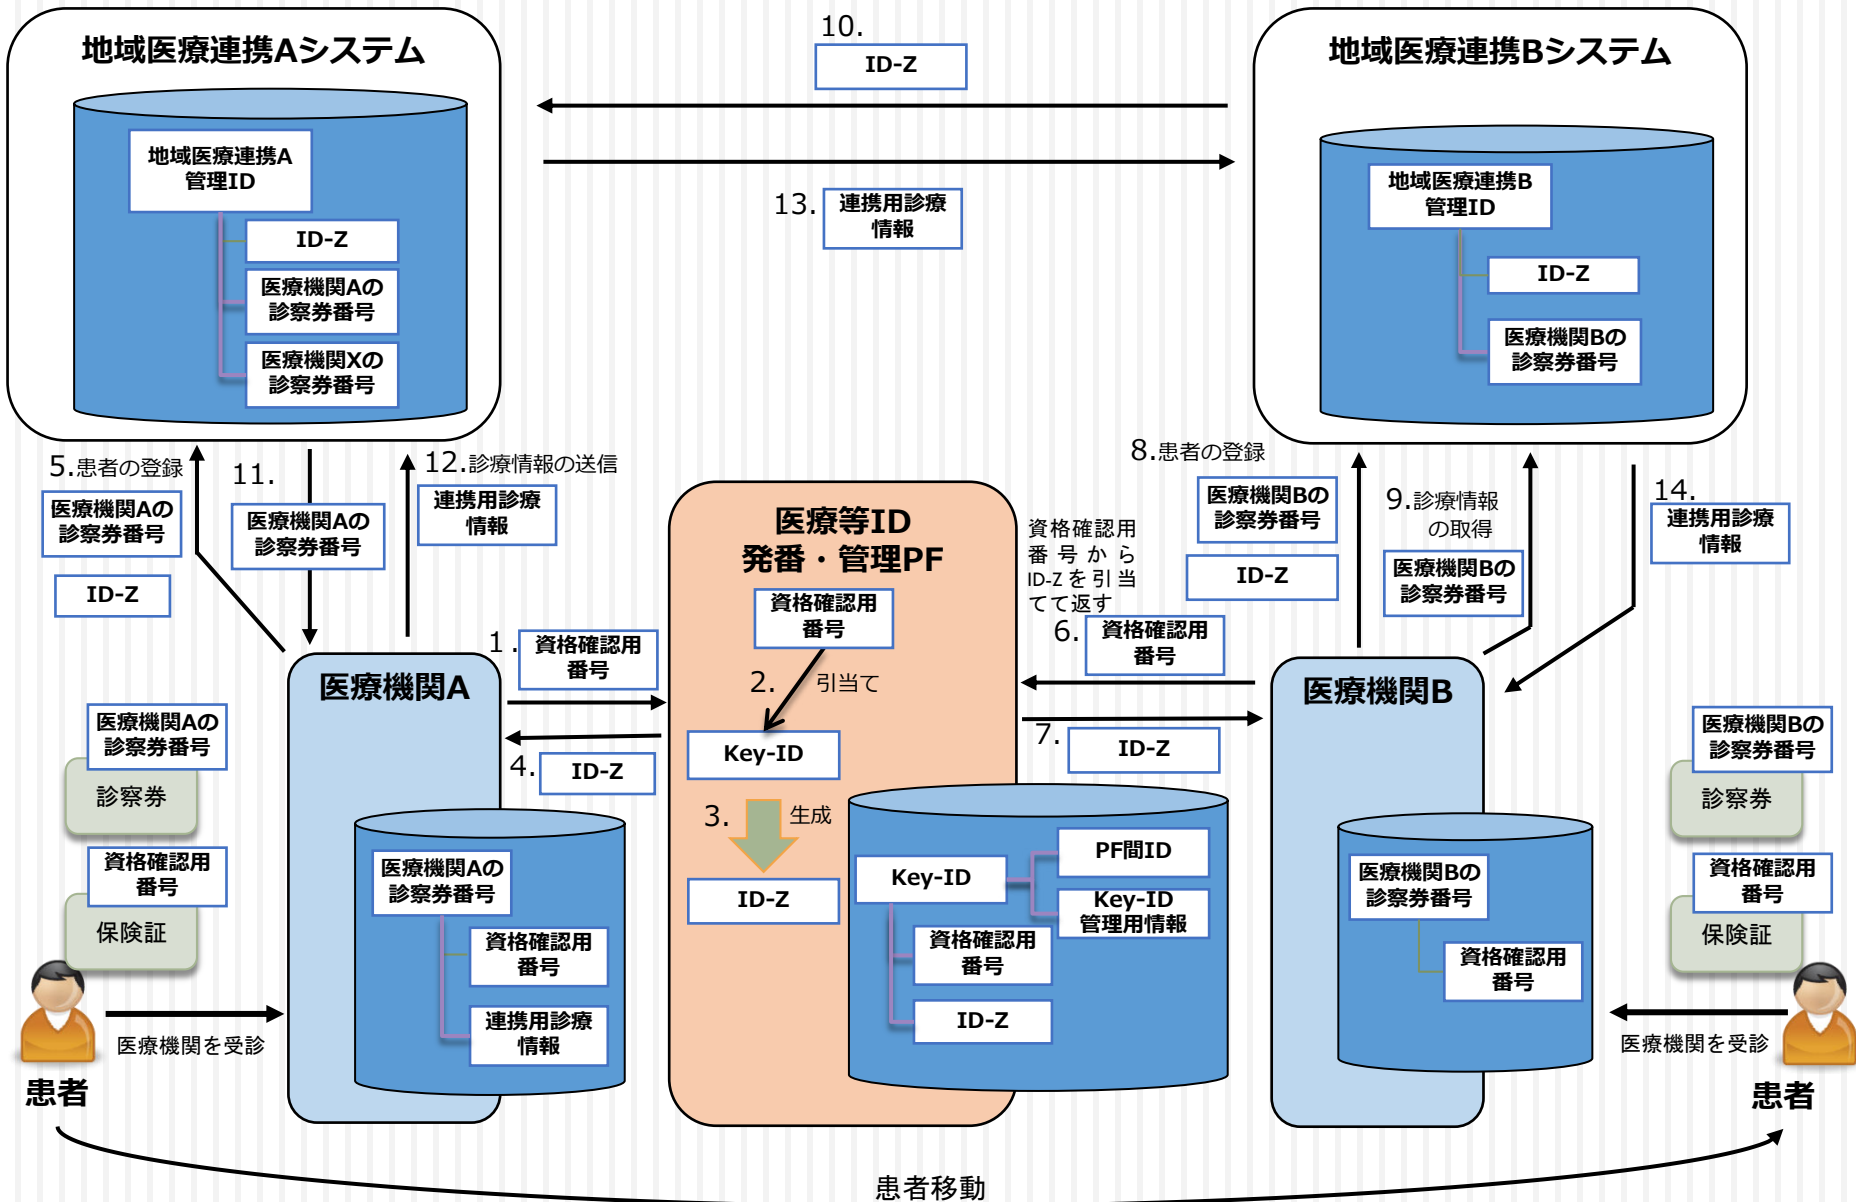 地域医療連携Aシステム
地域医療連携A
管理ID
ID-Z
医療機関Aの
診察券番号
医療機関Xの
診察券番号
10.
ID-Z
13.
連携用診療
情報
地域医療連携Bシステム
地域医療連携B
管理ID
ID-Z
医療機関Bの
診察券番号
5.患者の登録
医療機関Aの
診察券番号
ID-Z
11.
医療機関Aの
診察券番号
12.診療情報の送信
連携用診療
情報
医療等ID
発番・管理PF
資格確認用
番号
2.
引当て
Key-ID
3.
生成
ID-Z
Key-ID
PF間ID
Key-ID
管理用情報
資格確認用
番号
ID-Z
1.
資格確認用
番号
4.
ID-Z
資格確認用
番号から
ID-Zを引当
てて返す
6.
資格確認用
番号
7.
ID-Z
8.患者の登録
医療機関Bの
診察券番号
ID-Z
9.診療情報
の取得
医療機関Bの
診察券番号
14.
連携用診療
情報
医療機関A
医療機関Aの
診察券番号
資格確認用
番号
連携用診療
情報
医療機関B
医療機関Bの
診察券番号
資格確認用
番号
医療機関Aの
診察券番号
診察券
資格確認用
番号
保険証
医療機関を受診
患者
医療機関Bの
診察券番号
診察券
資格確認用
番号
保険証
医療機関を受診
患者
患者移動